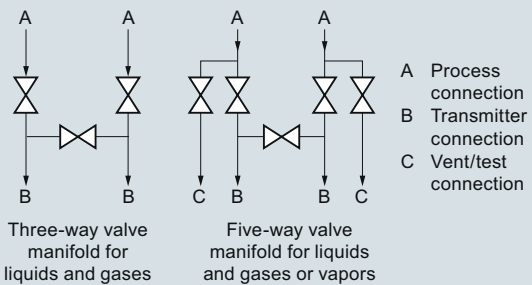 A A A A
A Process
connection
B Transmitter
connection
C Vent/test
connection
B B C B B C
Three-way valve
manifold for
liquids and gases
Five-way valve
manifold for liquids
and gases or vapors